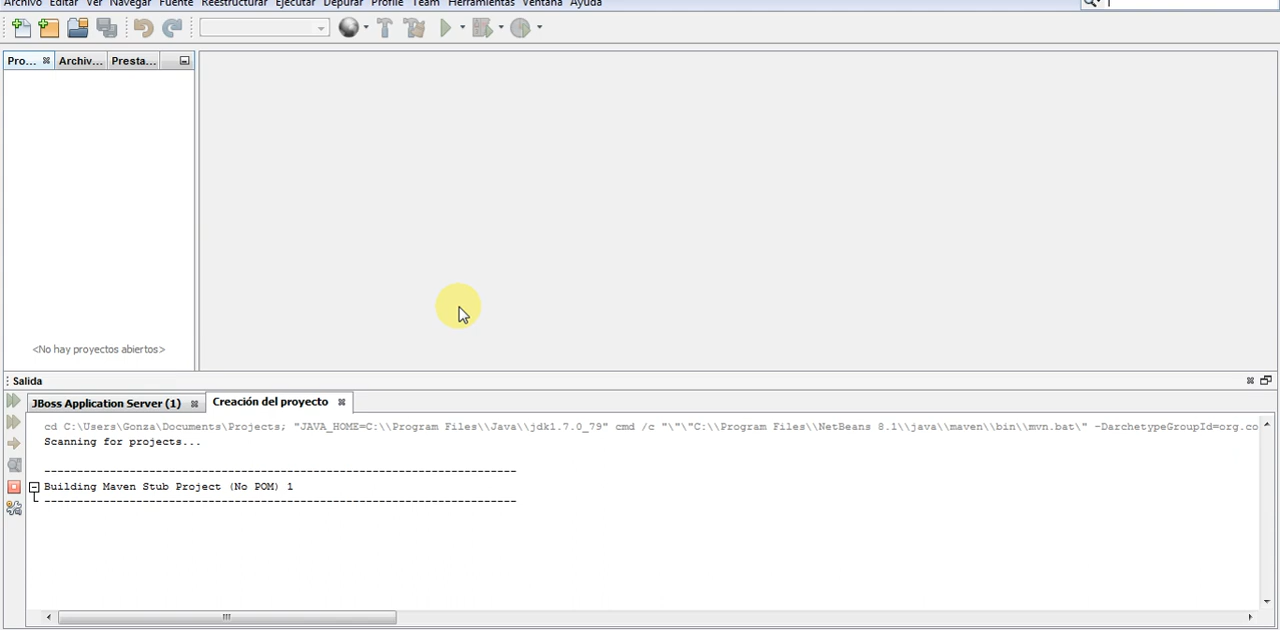 Archivo Editar Ver Navegar Fuente Reestructurar Ejecutar Depurar Profile Team Herramientas Ventana Ayuda
Pro... Archiv... Presta...
<No hay proyectos abiertos>
Salida
JBoss Application Server (1) Creación del proyecto
cd C:\Users\Gonza\Documents\Projects; "JAVA_HOME=C:\\Program Files\\Java\\jdk1.7.0_79" cmd /c "\"\"C:\\Program Files\\NetBeans 8.1\\java\\maven\\bin\\mvn.bat\" -DarchetypeGroupId=org.co
Scanning for projects...
------------------------------------------------------------------------
Building Maven Stub Project (No POM) 1
------------------------------------------------------------------------